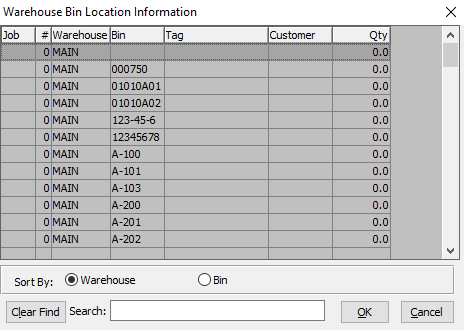 Warehouse Bin Location Information
Job # Warehouse Bin Tag Customer Qty
0 MAIN 0.0
0 MAIN 000750 0.0
0 MAIN 01010A01 0.0
0 MAIN 01010A02 0.0
0 MAIN 123-45-6 0.0
0 MAIN 12345678 0.0
0 MAIN A-100 0.0
0 MAIN A-101 0.0
0 MAIN A-103 0.0
0 MAIN A-200 0.0
0 MAIN A-201 0.0
0 MAIN A-202 0.0
Sort By: Warehouse Bin
Clear Find Search: OK Cancel